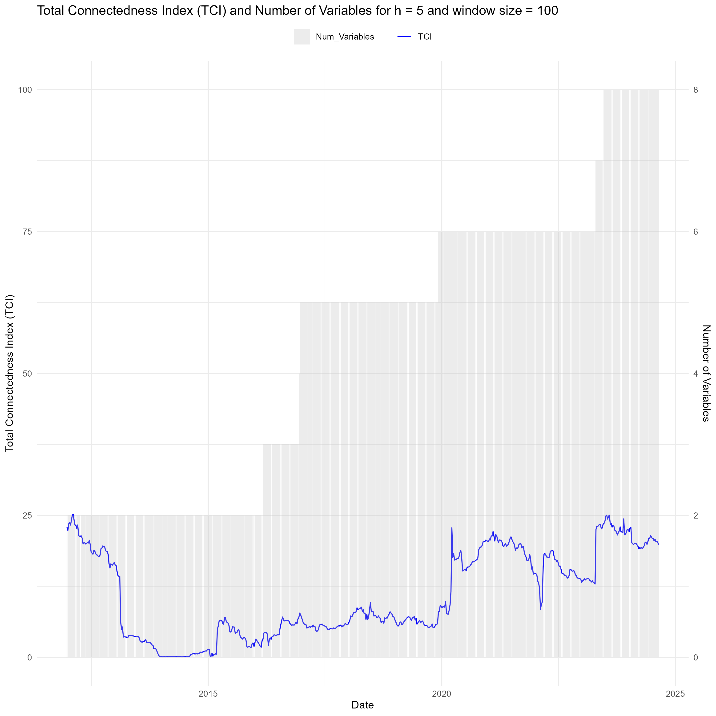 Total Connectedness Index (TCI) and Number of Variables for h = 5 and window size = 100
Num Variables
TCI
100
75
50
25
0
Total Connectedness Index (TCI)
8
6
4
2
0
Number of Variables
2015
2020
2025
Date